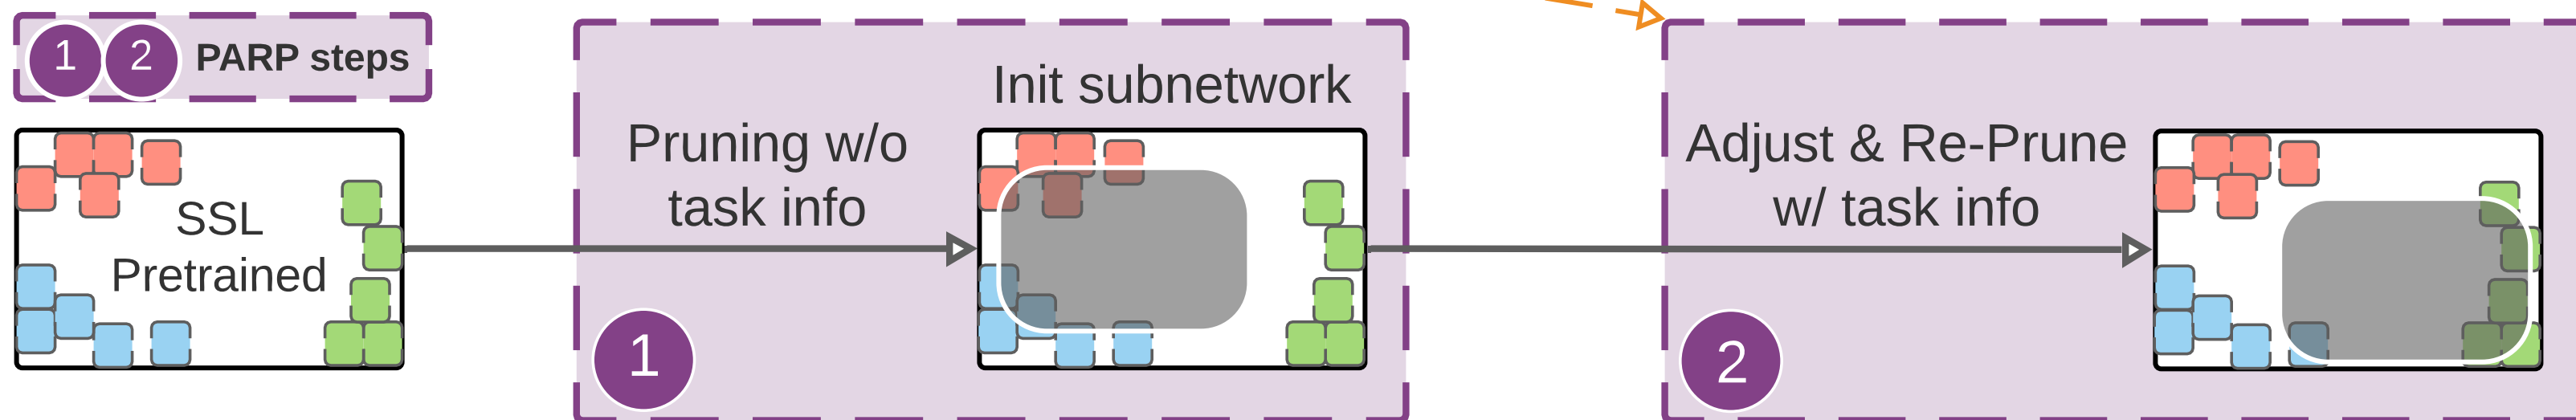 1 2 PARP steps
SSL
Pretrained
Pruning w/o
task info
1
Init subnetwork
Adjust & Re-Prune
w/ task info
2